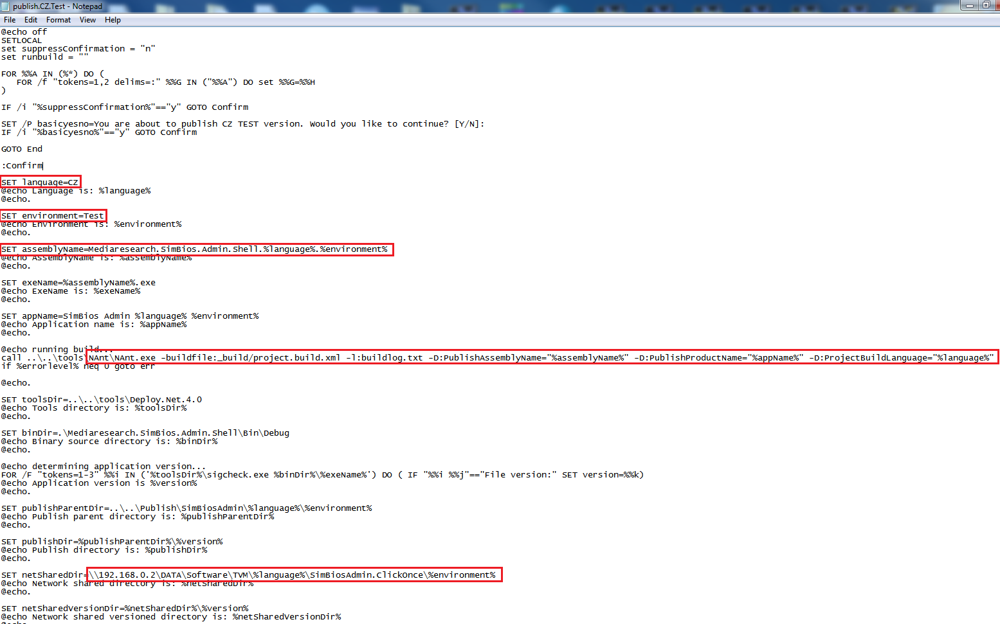 publish.CZ.Test - Notepad
File Edit Format View Help
@echo off
SETLOCAL
set suppressConfirmation = "n"
set runbuild = ""
FOR %%A IN (%*) DO (
FOR /f "tokens=1,2 delims=:" %%G IN ("%%A") DO set %%G=%%H
)
IF /i "%suppressConfirmation%"=="y" GOTO Confirm
SET /P basicyesno=You are about to publish CZ TEST version. Would you like to continue? [Y/N]:
IF /i "%basicyesno%"=="y" GOTO Confirm
GOTO End
:Confirm
SET language=CZ
@echo Language is: %language%
@echo.
SET environment=Test
@echo Environment is: %environment%
@echo.
SET assemblyName=Mediaresearch.SimBios.Admin.Shell.%language%.%environment%
@echo AssemblyName is: %assemblyName%
@echo.
SET exeName=%assemblyName%.exe
@echo ExeName is: %exeName%
@echo.
SET appName=SimBios Admin %language% %environment%
@echo Application name is: %appName%
@echo.
@echo running build...
call ..\..\tools\NAnt\NAnt.exe -buildfile:_build/project.build.xml -l:buildlog.txt -D:PublishAssemblyName="%assemblyName%" -D:PublishProductName="%appName%" -D:ProjectBuildLanguage="%language%"
if %errorlevel% neq 0 goto err
@echo.
SET toolsDir=..\..\tools\Deploy.Net.4.0
@echo Tools directory is: %toolsDir%
@echo.
SET binDir=.\Mediaresearch.SimBios.Admin.Shell\Bin\Debug
@echo Binary source directory is: %binDir%
@echo.
@echo determining application version...
FOR /F "tokens=1-3" %%i IN ('%toolsDir%\sigcheck.exe %binDir%\%exeName%') DO ( IF "%%i %%j"=="File version:" SET version=%%k)
@echo Application version is %version%
@echo.
SET publishParentDir=..\..\Publish\SimBiosAdmin\%language%\%environment%
@echo Publish parent directory is: %publishParentDir%
@echo.
SET publishDir=%publishParentDir%\%version%
@echo Publish directory is: %publishDir%
@echo.
SET netSharedDir=\\192.168.0.2\DATA\Software\TVM\%language%\SimBiosAdmin.ClickOnce\%environment%
@echo Network shared directory is: %netSharedDir%
@echo.
SET netSharedVersionDir=%netSharedDir%\%version%
@echo Network shared versioned directory is: %netSharedVersionDir%